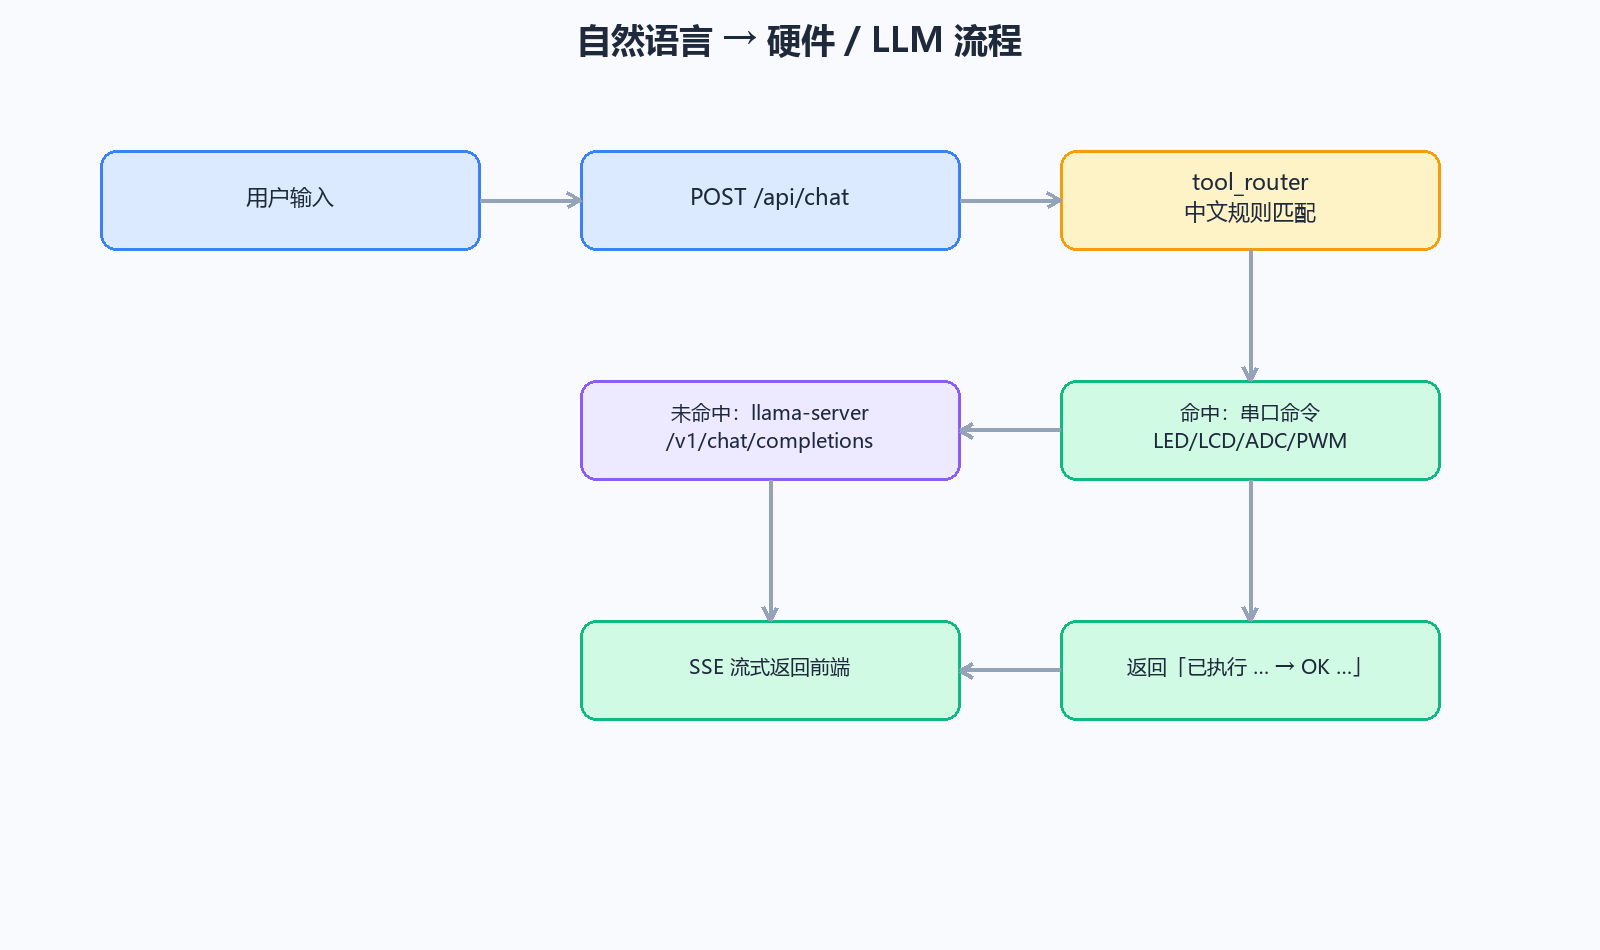 自然语言 → 硬件 / LLM 流程
用户输入
POST /api/chat
tool_router
中文规则匹配
未命中：llama-server
/v1/chat/completions
命中：串口命令
LED/LCD/ADC/PWM
SSE 流式返回前端
返回「已执行 ... → OK ...」